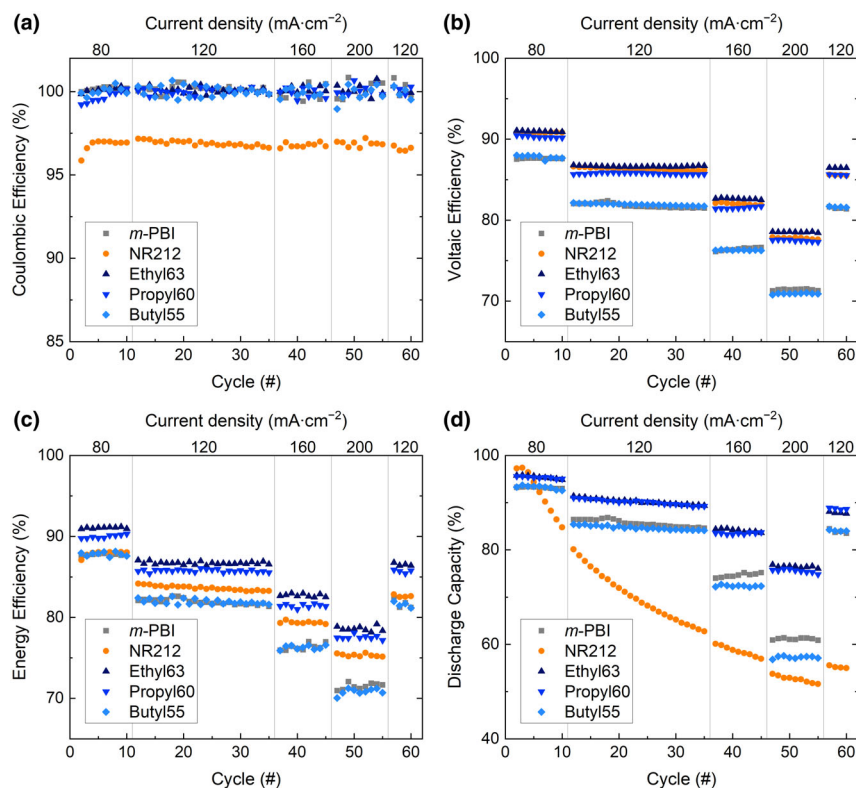 (a)
Current density (mA·cm⁻²)
80 120 160 200 120
100
95
90
85
Coulombic Efficiency (%)
m-PBI
NR212
Ethyl63
Propyl60
Butyl55
0 10 20 30 40 50 60
Cycle (#)
(b)
Current density (mA·cm⁻²)
80 120 160 200 120
100
90
80
70
Voltaic Efficiency (%)
m-PBI
NR212
Ethyl63
Propyl60
Butyl55
0 10 20 30 40 50 60
Cycle (#)
(c)
Current density (mA·cm⁻²)
80 120 160 200 120
100
90
80
70
Energy Efficiency (%)
m-PBI
NR212
Ethyl63
Propyl60
Butyl55
0 10 20 30 40 50 60
Cycle (#)
(d)
Current density (mA·cm⁻²)
80 120 160 200 120
100
80
60
40
Discharge Capacity (%)
m-PBI
NR212
Ethyl63
Propyl60
Butyl55
0 10 20 30 40 50 60
Cycle (#)